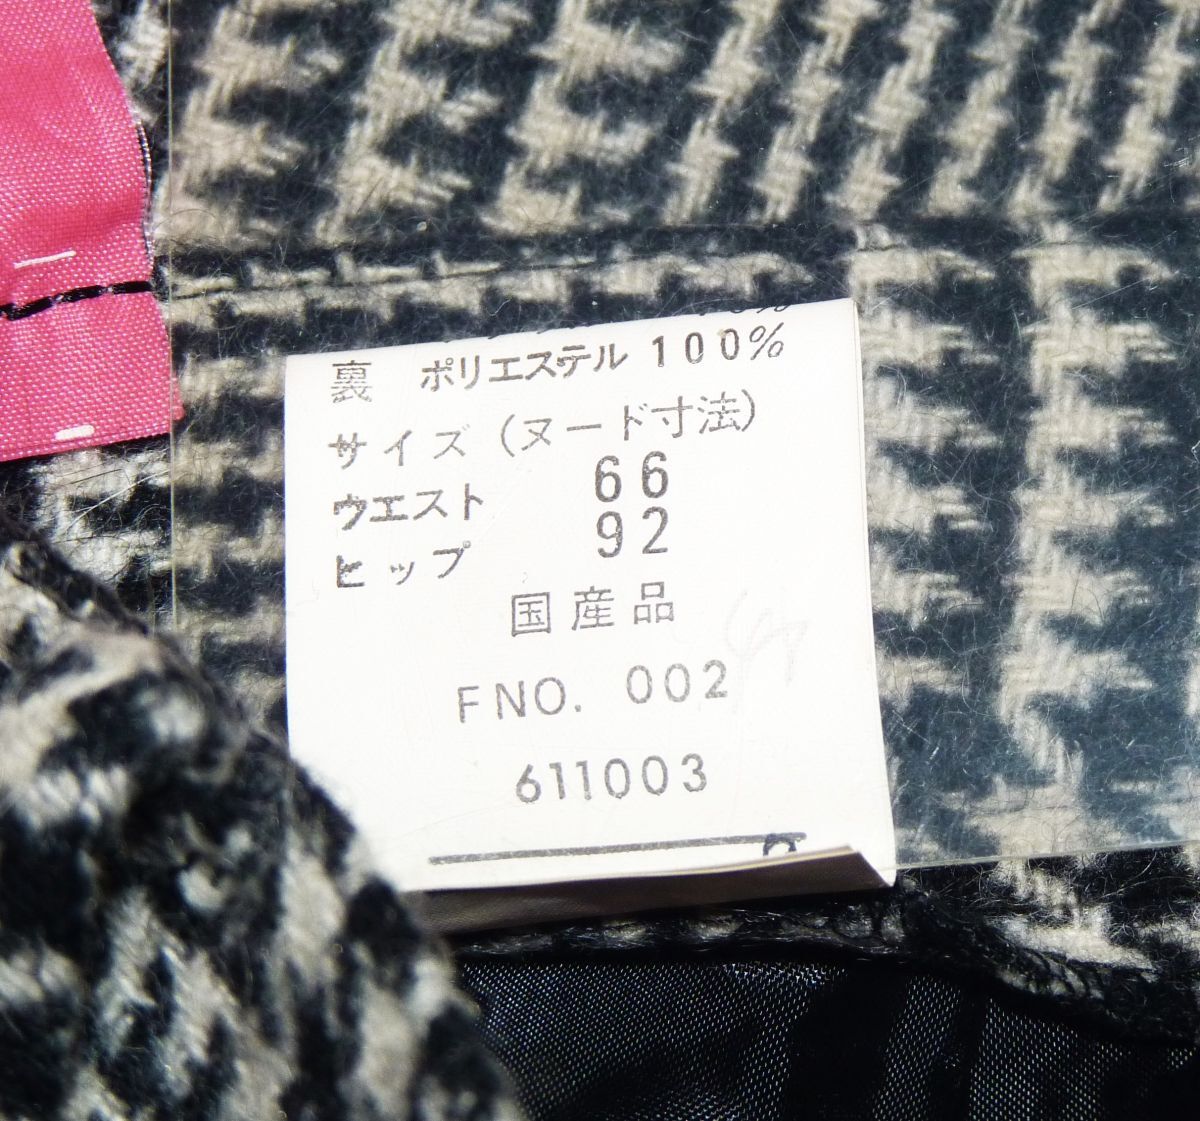 裏 ポリエステル 100%
サイズ (ヌード寸法)
ウエスト 66
ヒップ 92
国産品
FNO. 002
611003